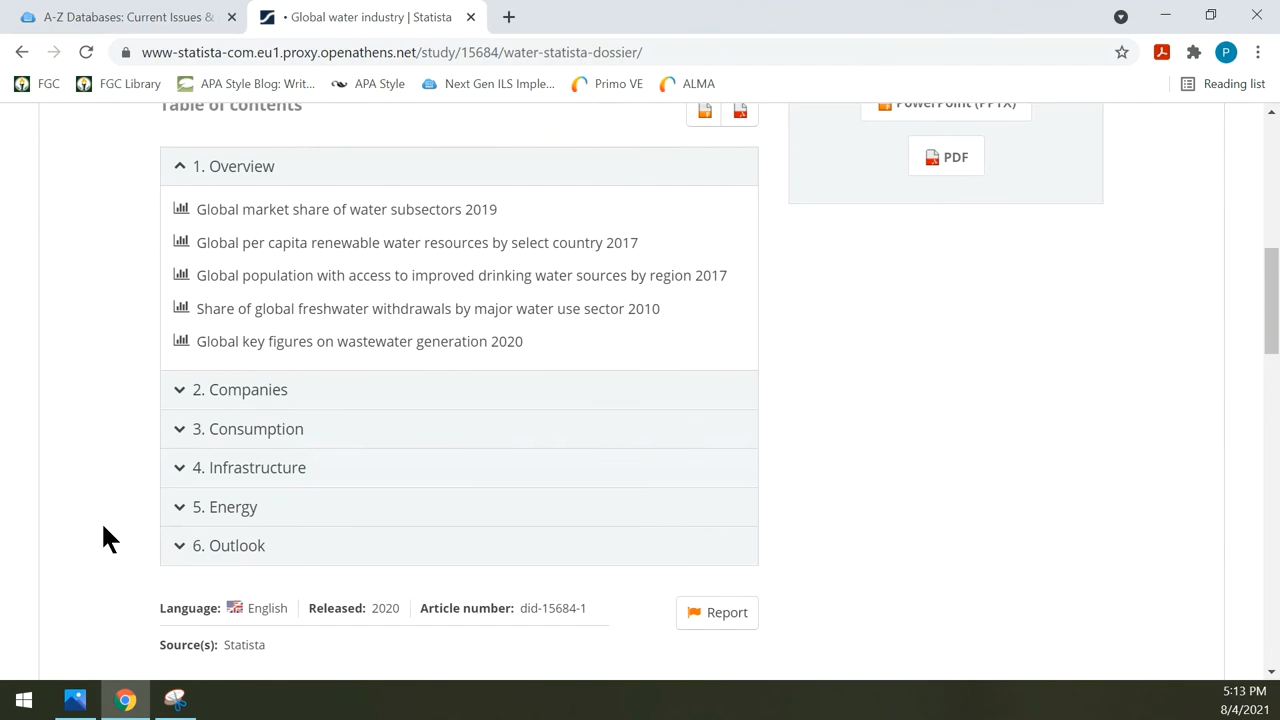 A-Z Databases: Current Issues &
• Global water industry | Statista
www-statista-com.eu1.proxy.openathens.net/study/15684/water-statista-dossier/
P
FGC
FGC Library
APA Style Blog: Writ...
APA Style
Next Gen ILS Imple...
Primo VE
ALMA
Reading list
Table of contents
PowerPoint (PPTX)
PDF
1. Overview
Global market share of water subsectors 2019
Global per capita renewable water resources by select country 2017
Global population with access to improved drinking water sources by region 2017
Share of global freshwater withdrawals by major water use sector 2010
Global key figures on wastewater generation 2020
2. Companies
3. Consumption
4. Infrastructure
5. Energy
6. Outlook
Language: English
Released: 2020
Article number: did-15684-1
Report
Source(s): Statista
5:13 PM
8/4/2021